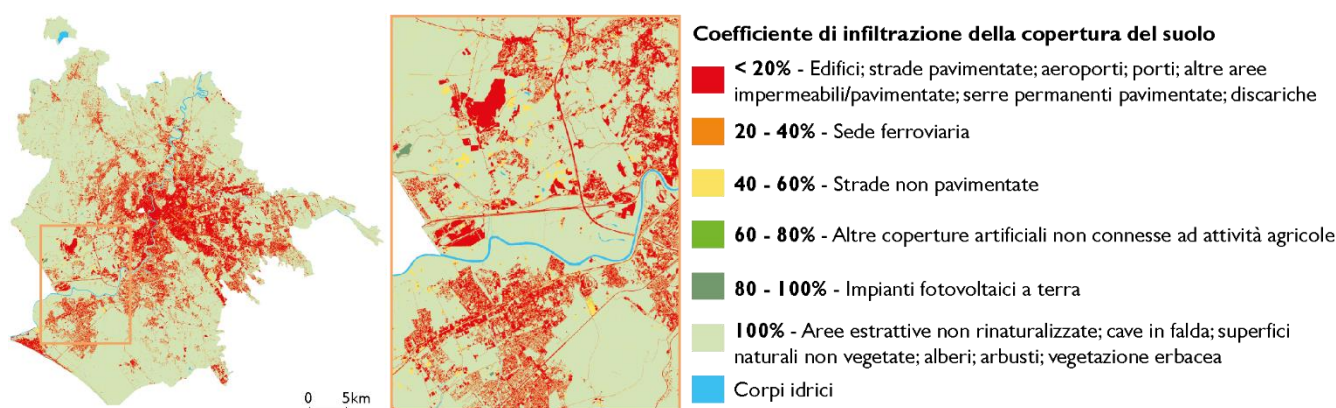 Coefficiente di infiltrazione della copertura del suolo
< 20% - Edifici; strade pavimentate; aeroporti; porti; altre aree
impermeabili/pavimentate; serre permanenti pavimentate; discariche
20 - 40% - Sede ferroviaria
40 - 60% - Strade non pavimentate
60 - 80% - Altre coperture artificiali non connesse ad attività agricole
80 - 100% - Impianti fotovoltaici a terra
100% - Aree estrattive non rinaturalizzate; cave in falda; superfici
naturali non vegetate; alberi; arbusti; vegetazione erbacea
Corpi idrici
0 5km